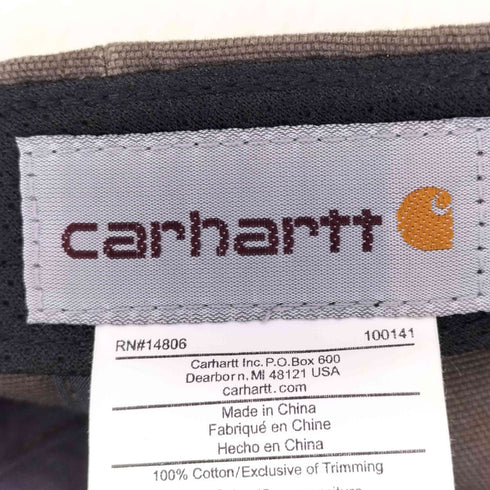 carhartt
RN#14806 100141
Carhartt Inc. P.O. Box 600
Dearborn, MI 48121 USA
carhartt.com
Made in China
Fabriqué en Chine
Hecho en China
100% Cotton/Exclusive of Trimming